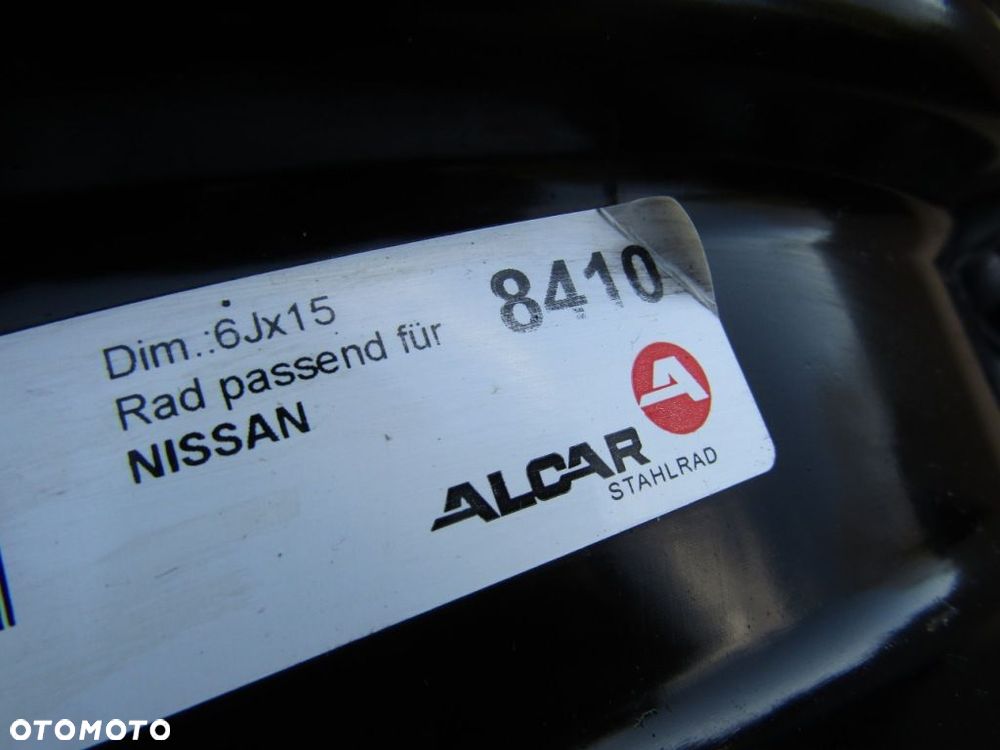 Dim.:6Jx15
8410
Rad passend für
NISSAN
A
ALCAR
STAHLRAD
OTOMOTO